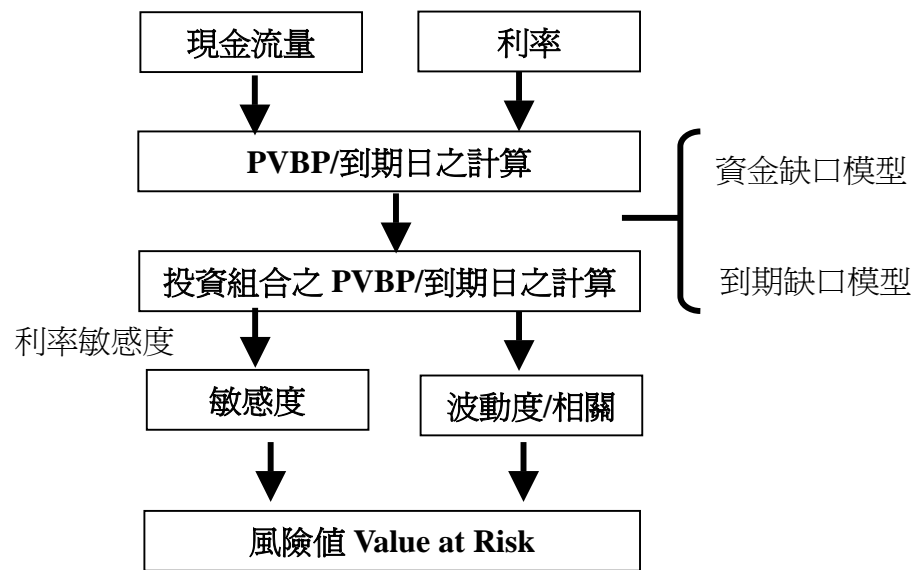 現金流量
利率
PVBP/到期日之計算
資金缺口模型
投資組合之 PVBP/到期日之計算
到期缺口模型
利率敏感度
敏感度
波動度/相關
風險值 Value at Risk